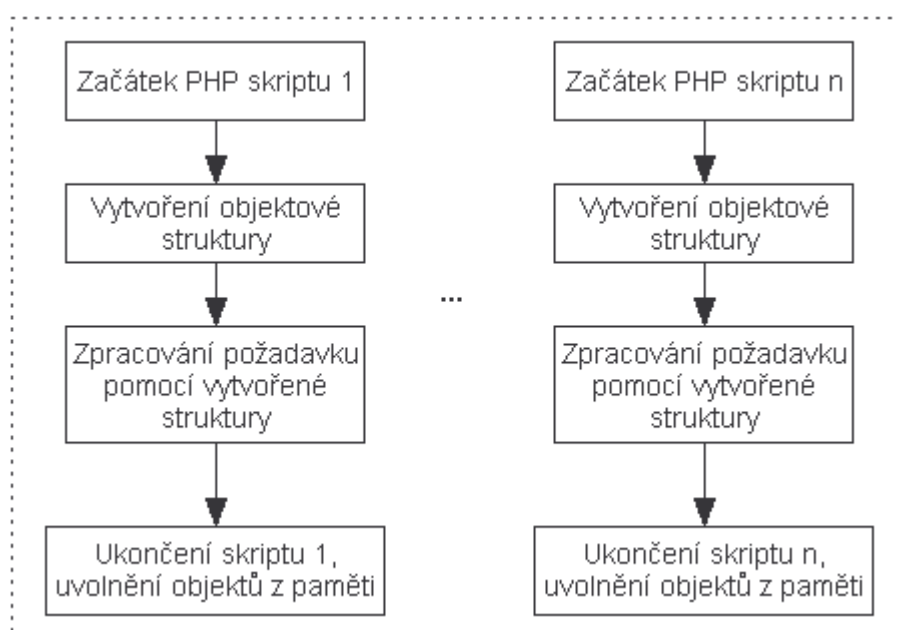 Začátek PHP skriptu 1
Vytvoření objektové
struktury
Zpracování požadavku
pomocí vytvořené
struktury
Ukončení skriptu 1,
uvolnění objektů z paměti
...
Začátek PHP skriptu n
Vytvoření objektové
struktury
Zpracování požadavku
pomocí vytvořené
struktury
Ukončení skriptu n,
uvolnění objektů z paměti